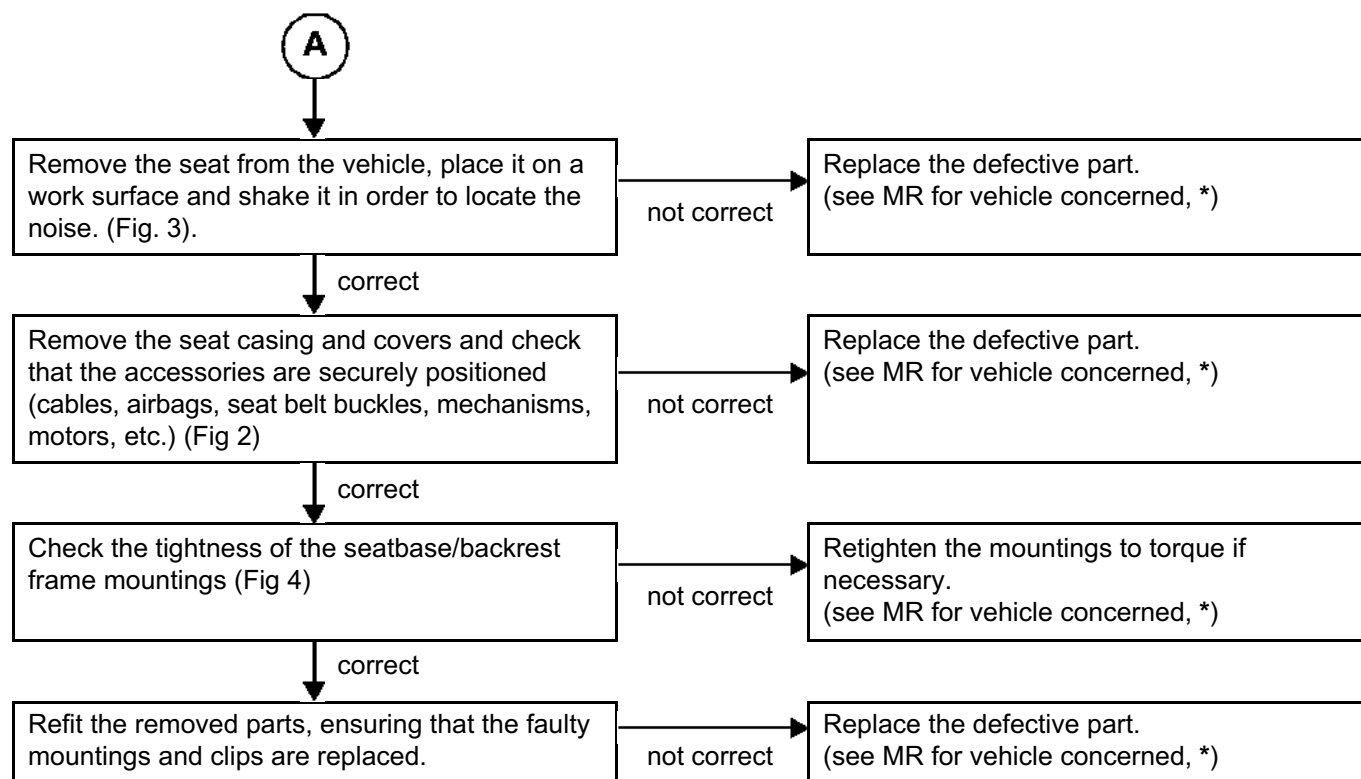 A
Remove the seat from the vehicle, place it on a
work surface and shake it in order to locate the
noise. (Fig. 3).
not correct
Replace the defective part.
(see MR for vehicle concerned, *)
correct
Remove the seat casing and covers and check
that the accessories are securely positioned
(cables, airbags, seat belt buckles, mechanisms,
motors, etc.) (Fig 2)
not correct
Replace the defective part.
(see MR for vehicle concerned, *)
correct
Check the tightness of the seatbase/backrest
frame mountings (Fig 4)
not correct
Retighten the mountings to torque if
necessary.
(see MR for vehicle concerned, *)
correct
Refit the removed parts, ensuring that the faulty
mountings and clips are replaced.
not correct
Replace the defective part.
(see MR for vehicle concerned, *)